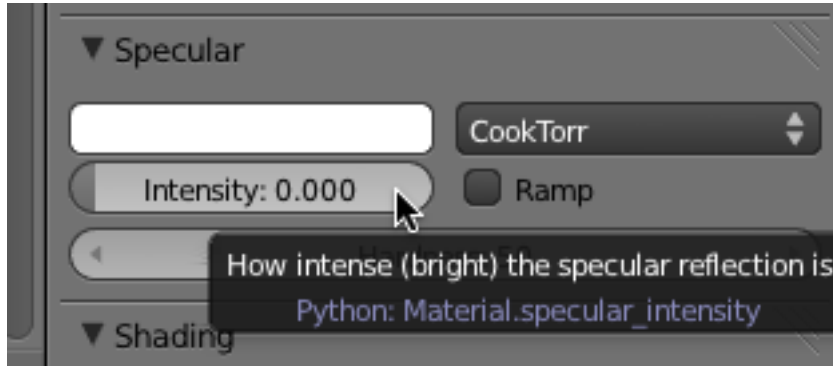 Specular
CookTorr
Intensity: 0.000
Ramp
How intense (bright) the specular reflection is
Python: Material.specular_intensity
Shading